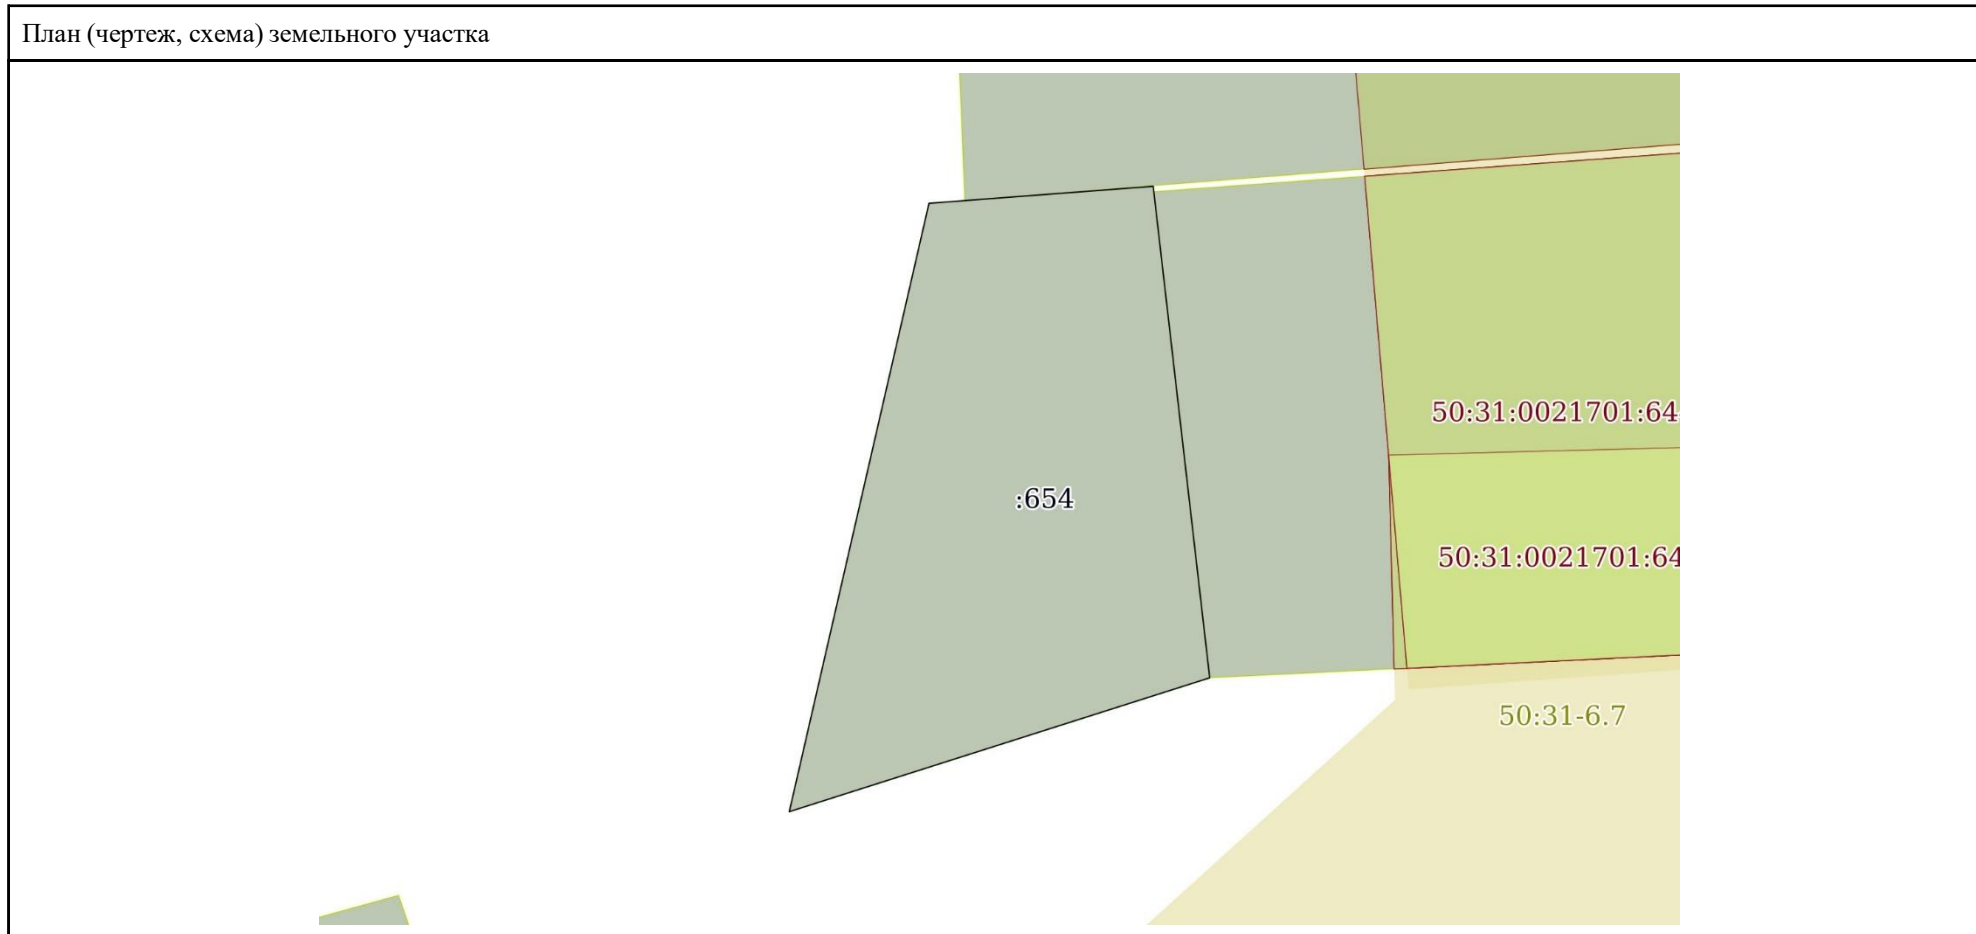 План (чертеж, схема) земельного участка
50:31:0021701:64
:654
50:31:0021701:64
50:31-6.7